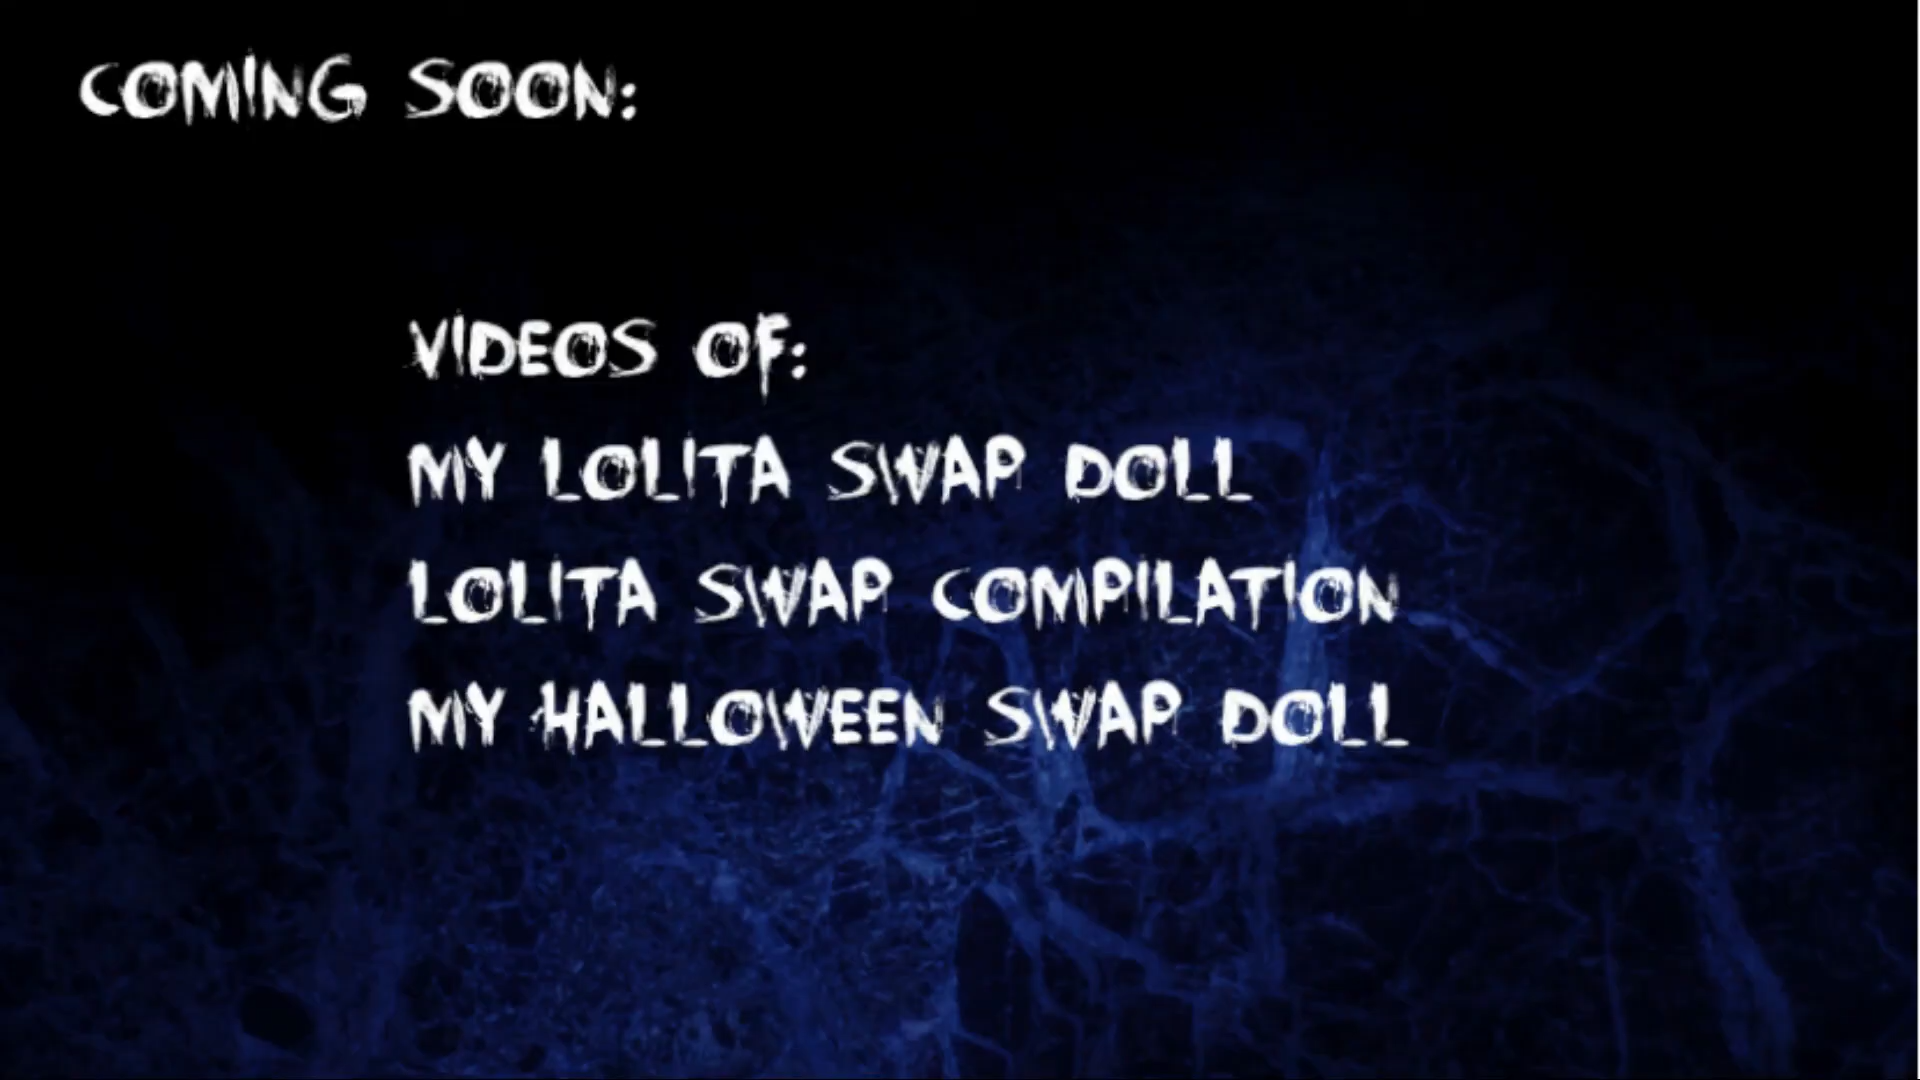 COMING SOON:
VIDEOS OF:
MY LOLITA SWAP DOLL
LOLITA SWAP COMPILATION
MY HALLOWEEN SWAP DOLL